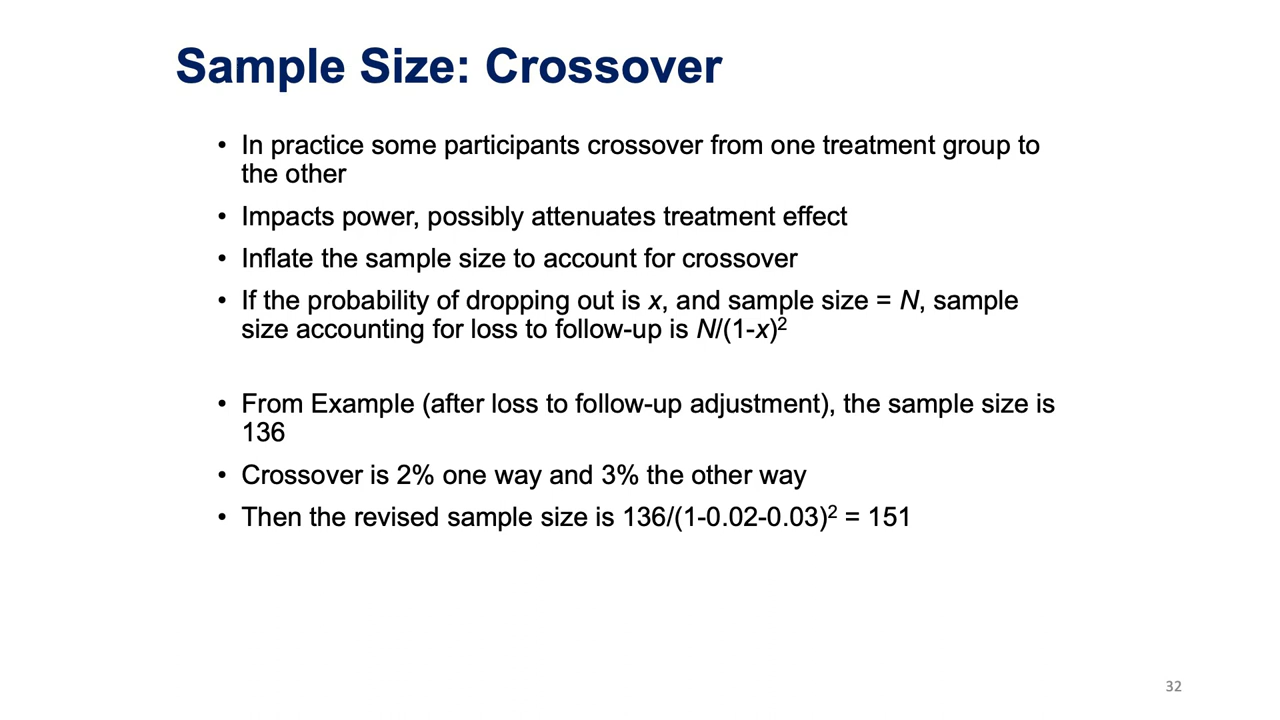 Sample Size: Crossover
• In practice some participants crossover from one treatment group to
the other
• Impacts power, possibly attenuates treatment effect
• Inflate the sample size to account for crossover
• If the probability of dropping out is x, and sample size = N, sample
size accounting for loss to follow-up is N/(1-x)²
• From Example (after loss to follow-up adjustment), the sample size is
136
• Crossover is 2% one way and 3% the other way
• Then the revised sample size is 136/(1-0.02-0.03)² = 151
32